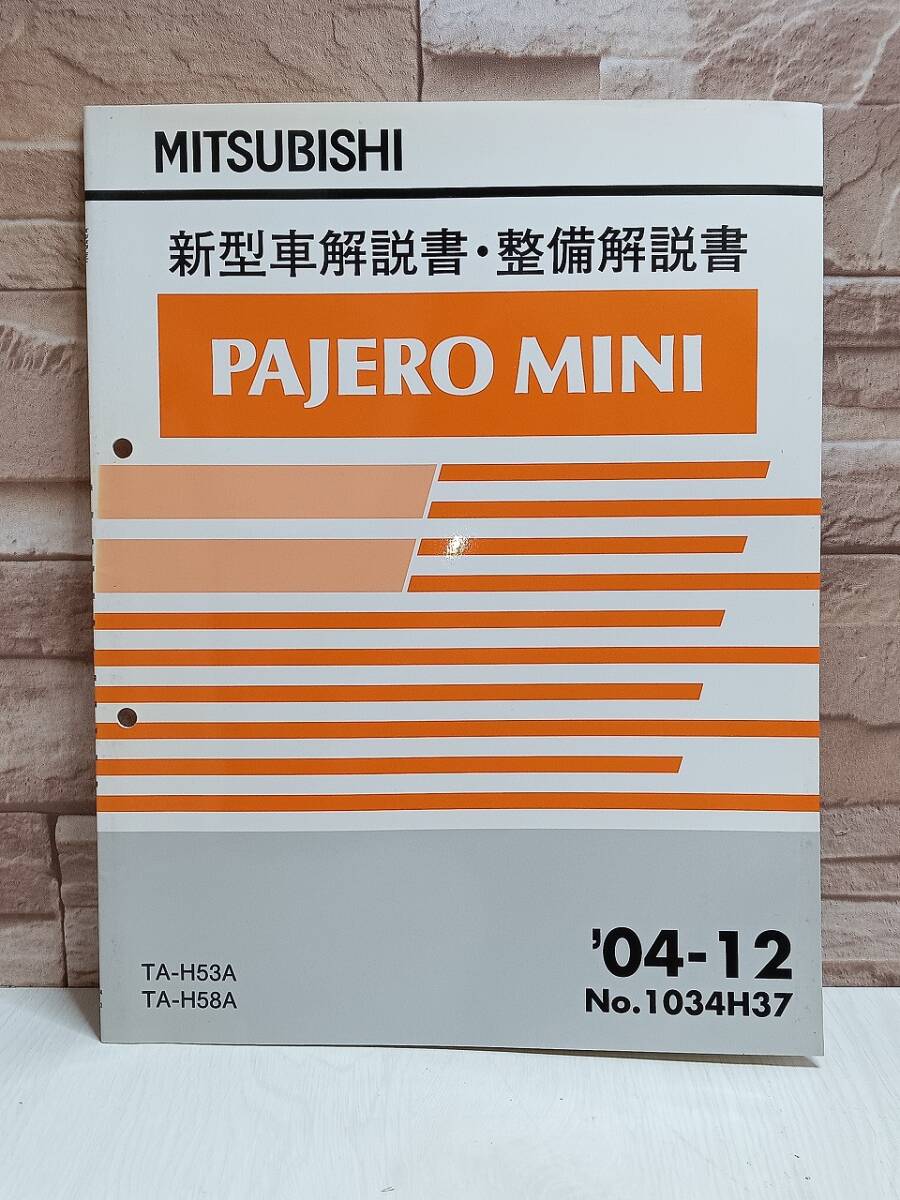 MITSUBISHI
新型車解説書・整備解説書
PAJERO MINI
TA-H53A
TA-H58A
'04-12
No.1034H37